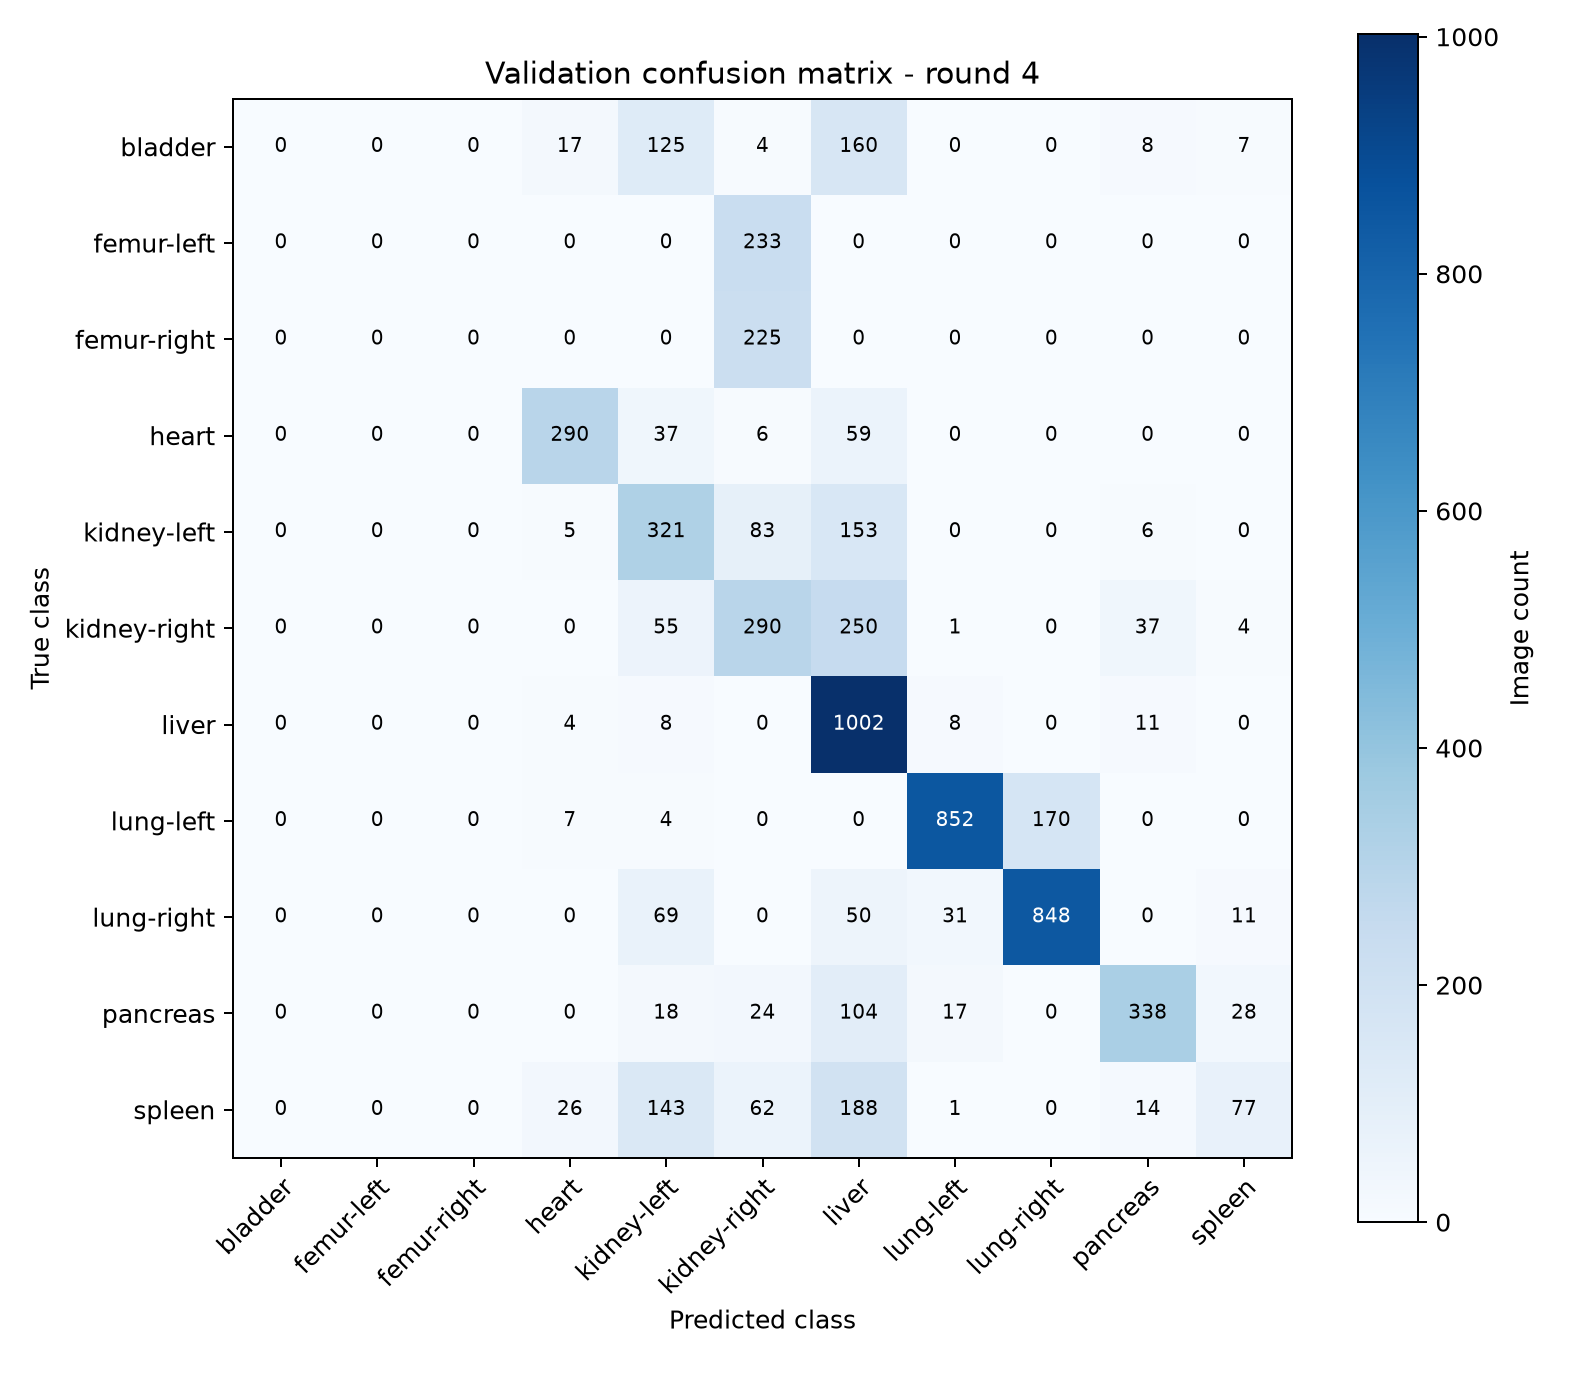 Validation confusion matrix - round 4
bladder 0 0 0 17 125 4 160 0 0 8 7
femur-left 0 0 0 0 0 233 0 0 0 0 0
femur-right 0 0 0 0 0 225 0 0 0 0 0
heart 0 0 0 290 37 6 59 0 0 0 0
kidney-left 0 0 0 5 321 83 153 0 0 6 0
kidney-right 0 0 0 0 55 290 250 1 0 37 4
liver 0 0 0 4 8 0 1002 8 0 11 0
lung-left 0 0 0 7 4 0 0 852 170 0 0
lung-right 0 0 0 0 69 0 50 31 848 0 11
pancreas 0 0 0 0 18 24 104 17 0 338 28
spleen 0 0 0 26 143 62 188 1 0 14 77
bladder femur-left femur-right heart kidney-left kidney-right liver lung-left lung-right pancreas spleen
Predicted class
True class
1000
800
600
400
200
0
Image count